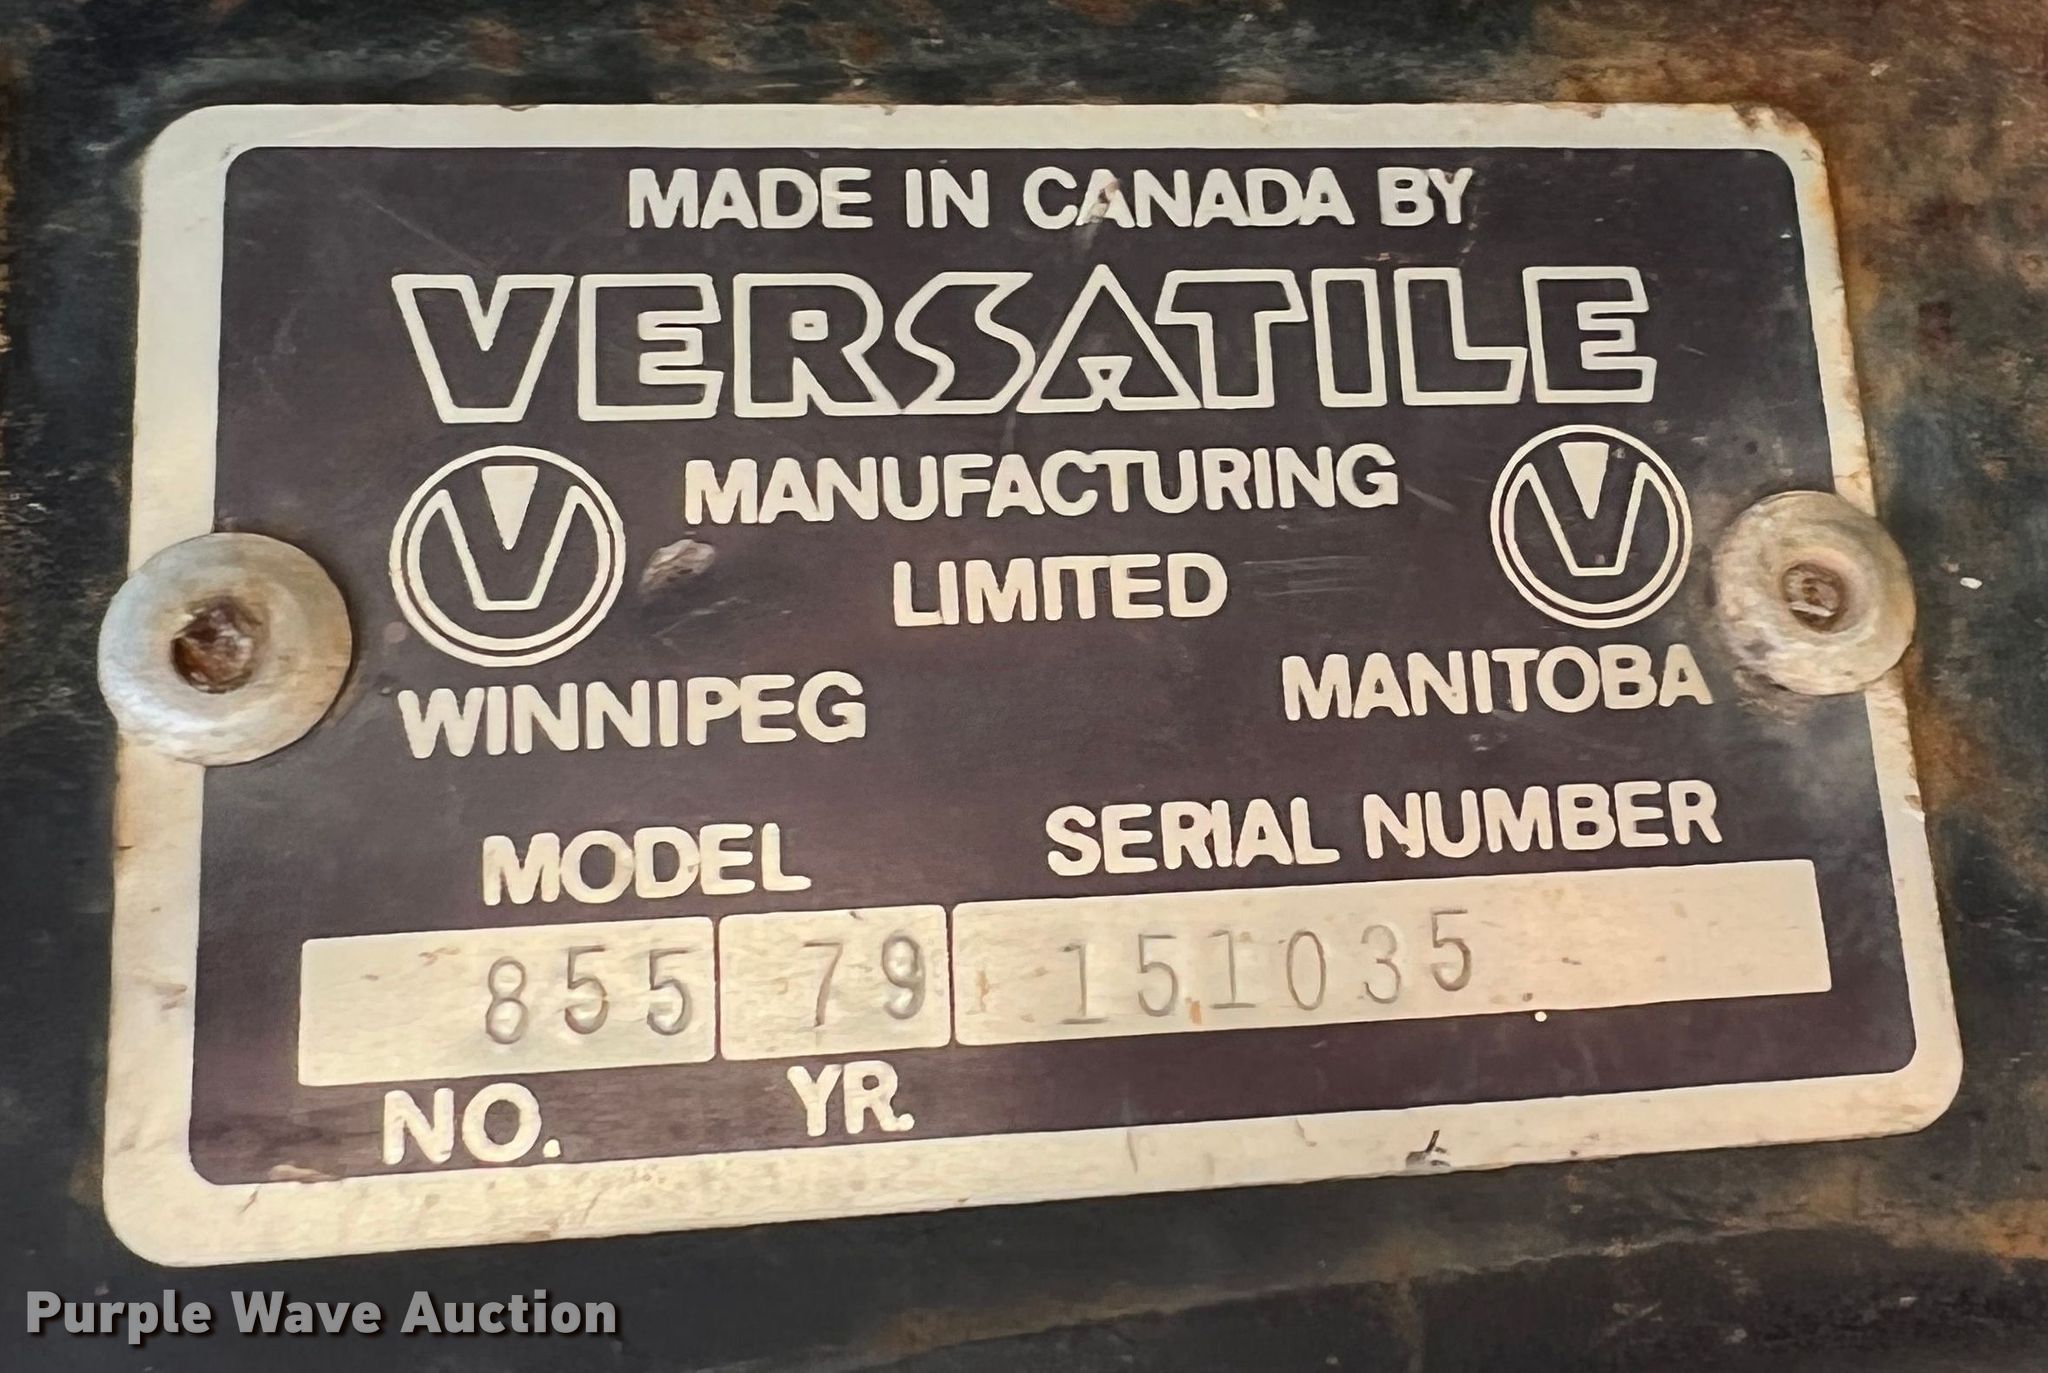 MADE IN CANADA BY
VERSATILE
MANUFACTURING
LIMITED
WINNIPEG MANITOBA
MODEL SERIAL NUMBER
855 79 151035
NO. YR.
Purple Wave Auction